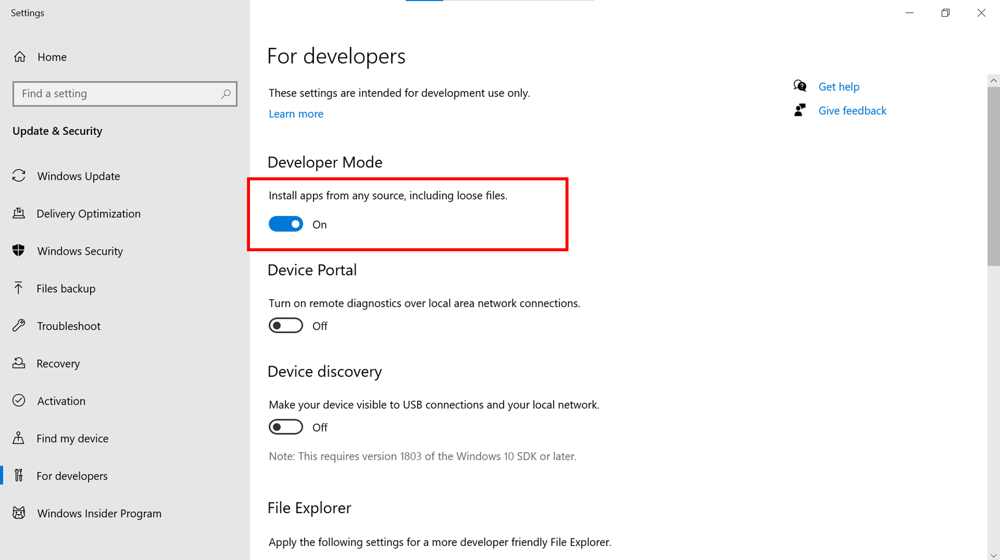 Settings
Home
Find a setting
Update & Security
Windows Update
Delivery Optimization
Windows Security
Files backup
Troubleshoot
Recovery
Activation
Find my device
For developers
Windows Insider Program
For developers
These settings are intended for development use only.
Learn more
Get help
Give feedback
Developer Mode
Install apps from any source, including loose files.
On
Device Portal
Turn on remote diagnostics over local area network connections.
Off
Device discovery
Make your device visible to USB connections and your local network.
Off
Note: This requires version 1803 of the Windows 10 SDK or later.
File Explorer
Apply the following settings for a more developer friendly File Explorer.